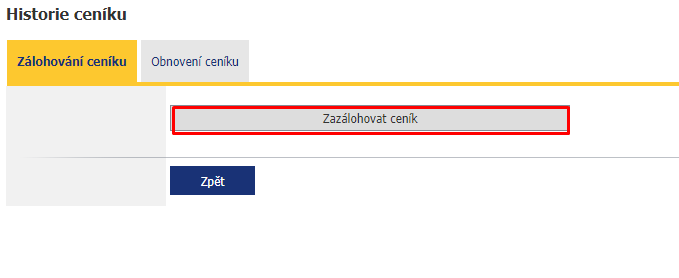 Historie ceníku
Zálohování ceníku
Obnovení ceníku
Zazálohovat ceník
Zpět